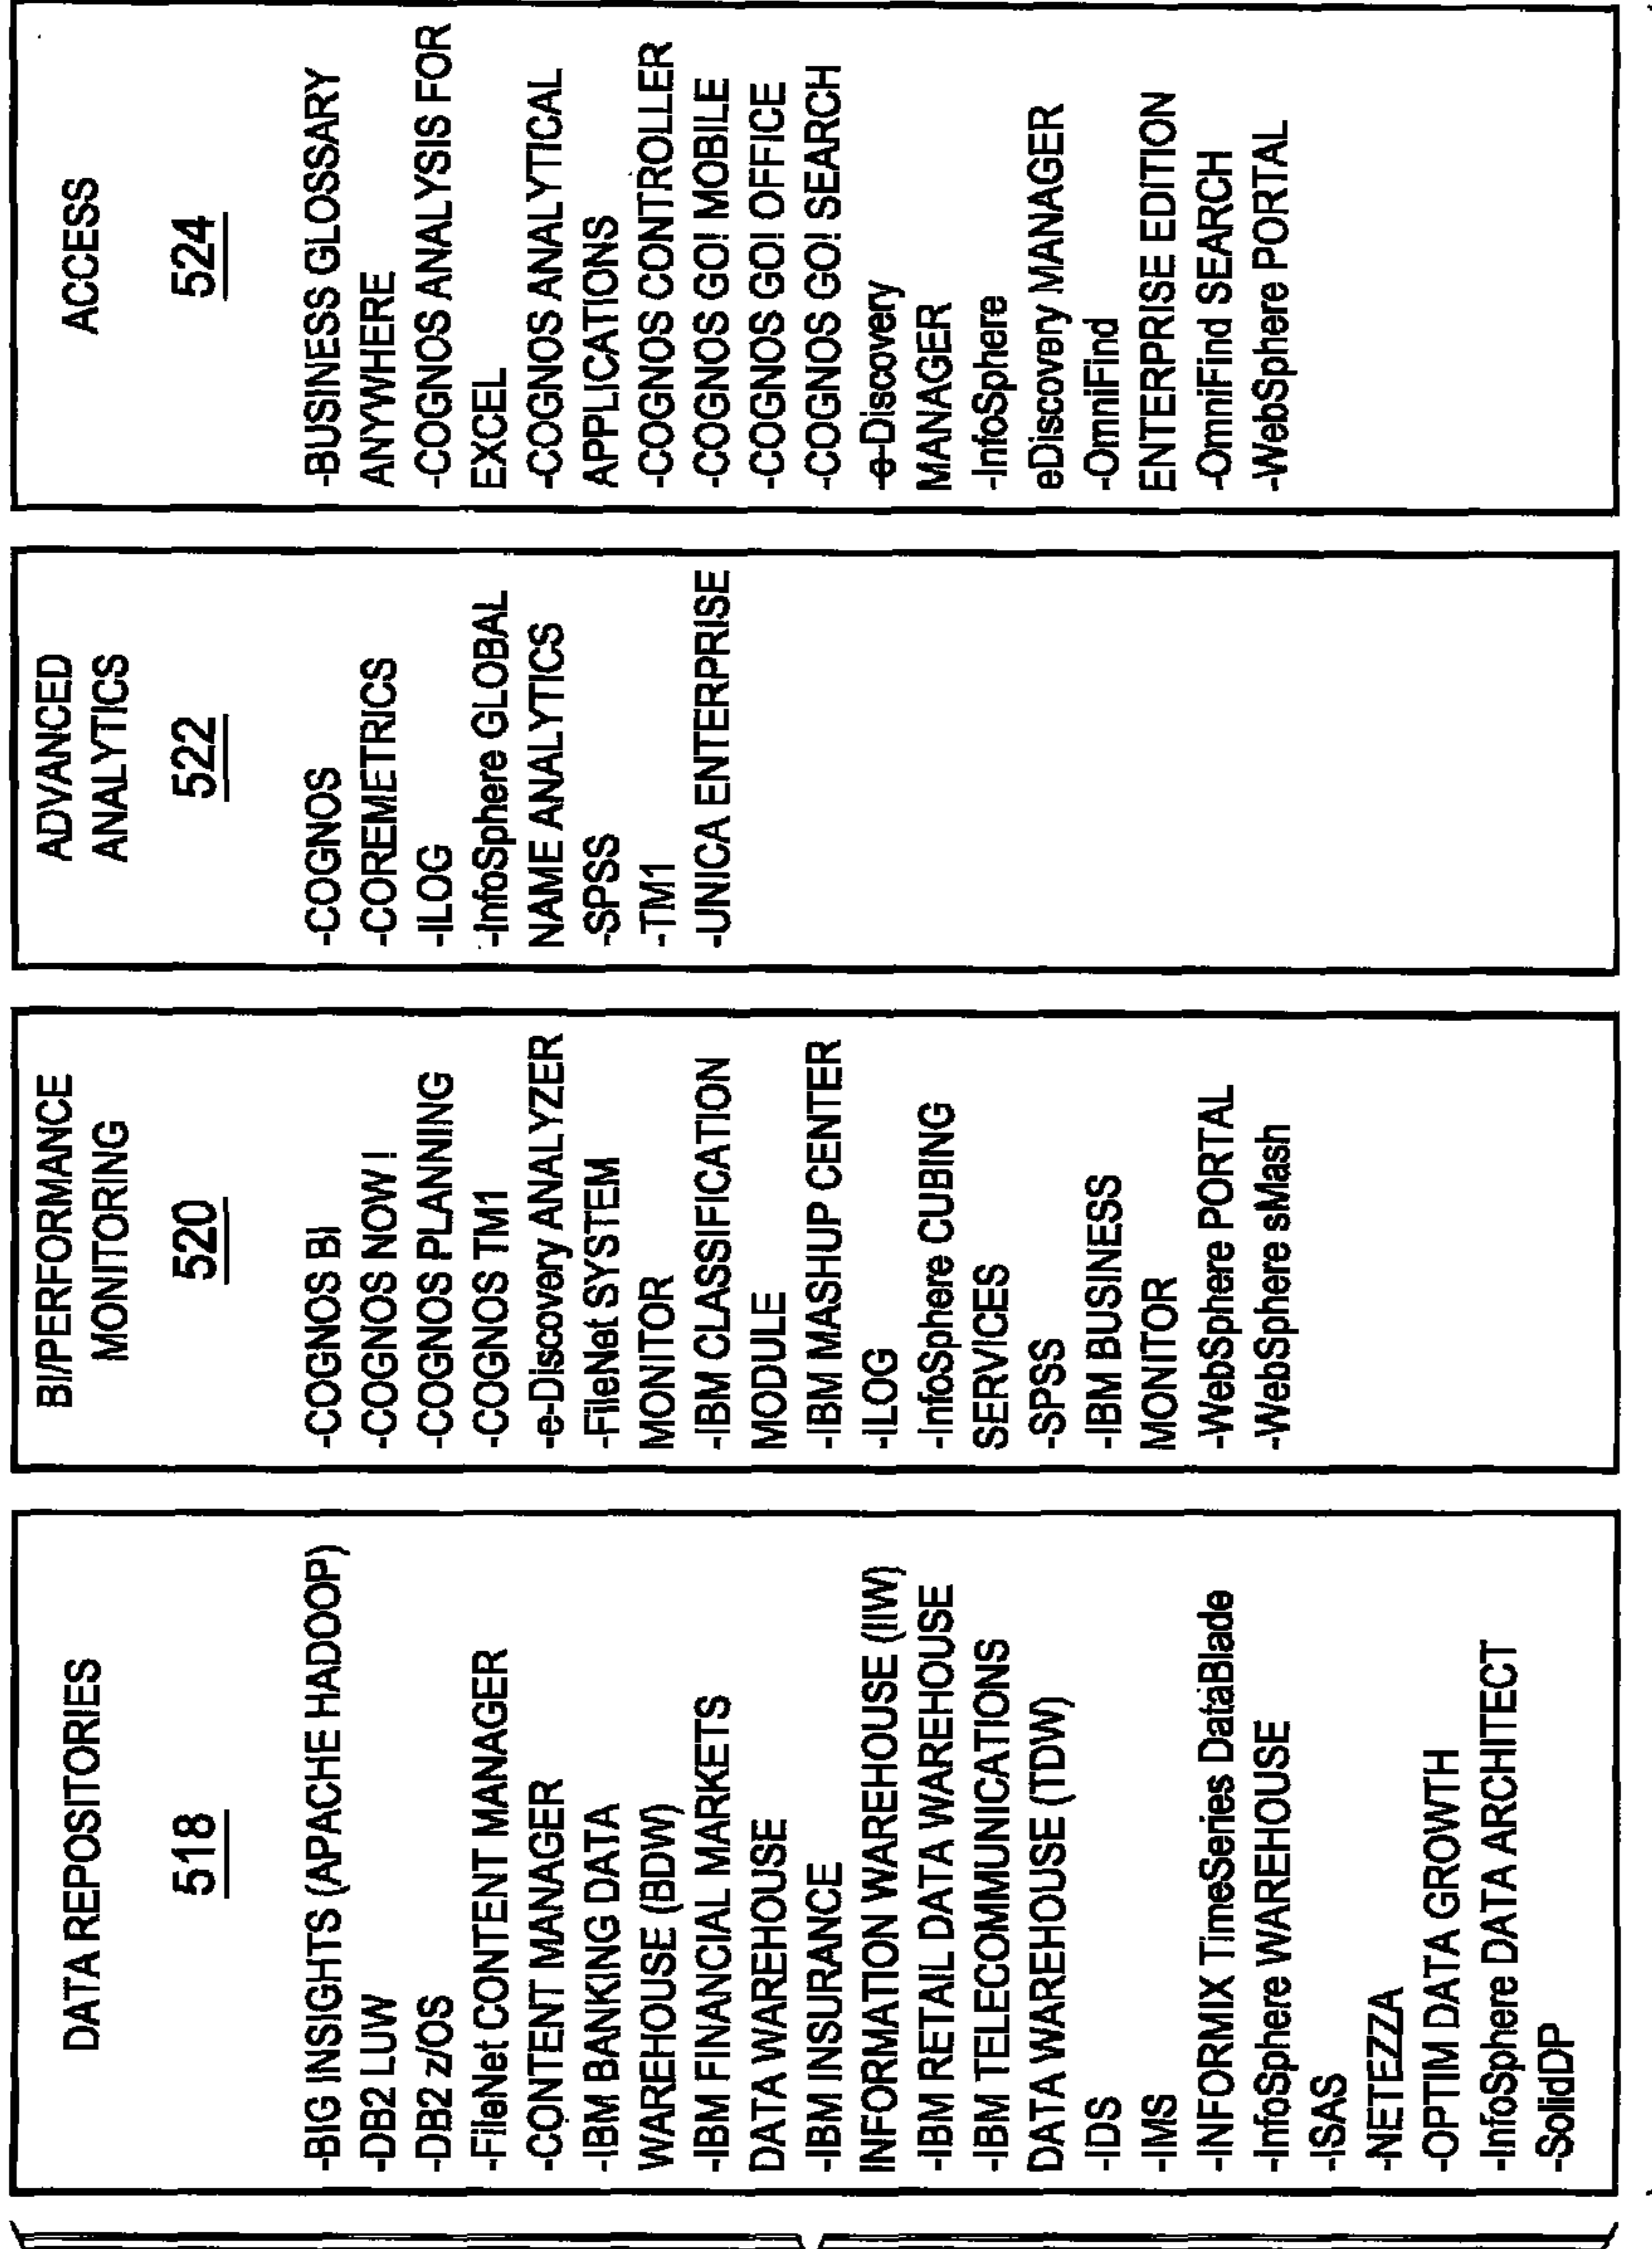 DATA REPOSITORIES
518
-BIG INSIGHTS (APACHE HADOOP)
-DB2 LUW
-DB2 z/OS
-FileNet CONTENT MANAGER
-CONTENT MANAGER
-IBM BANKING DATA
WAREHOUSE (BDW)
-IBM FINANCIAL MARKETS
DATA WAREHOUSE
-IBM INSURANCE
INFORMATION WAREHOUSE (IIW)
-IBM RETAIL DATA WAREHOUSE
-IBM TELECOMMUNICATIONS
DATA WAREHOUSE (TDW)
-IDS
-IMS
-INFORMIX TimeSeries DataBlade
-InfoSphere WAREHOUSE
-ISAS
-NETEZZA
-OPTIM DATA GROWTH
-InfoSphere DATA ARCHITECT
-SolidDP
BI/PERFORMANCE
MONITORING
520
-COGNOS BI
-COGNOS NOW !
-COGNOS PLANNING
-COGNOS TM1
-e-Discovery ANALYZER
-FileNet SYSTEM
MONITOR
-IBM CLASSIFICATION
MODULE
-IBM MASHUP CENTER
-ILOG
-InfoSphere CUBING
SERVICES
-SPSS
-IBM BUSINESS
MONITOR
-WebSphere PORTAL
-WebSphere sMash
ADVANCED
ANALYTICS
522
-COGNOS
-COREMETRICS
-ILOG
-InfoSphere GLOBAL
NAME ANALYTICS
-SPSS
-TM1
-UNICA ENTERPRISE
ACCESS
524
-BUSINESS GLOSSARY
ANYWHERE
-COGNOS ANALYSIS FOR
EXCEL
-COGNOS ANALYTICAL
APPLICATIONS
-COGNOS CONTROLLER
-COGNOS GO! MOBILE
-COGNOS GO! OFFICE
-COGNOS GO! SEARCH
-e-Discovery
MANAGER
-InfoSphere
eDiscovery MANAGER
-OmniFind
ENTERPRISE EDITION
-OmniFind SEARCH
-WebSphere PORTAL